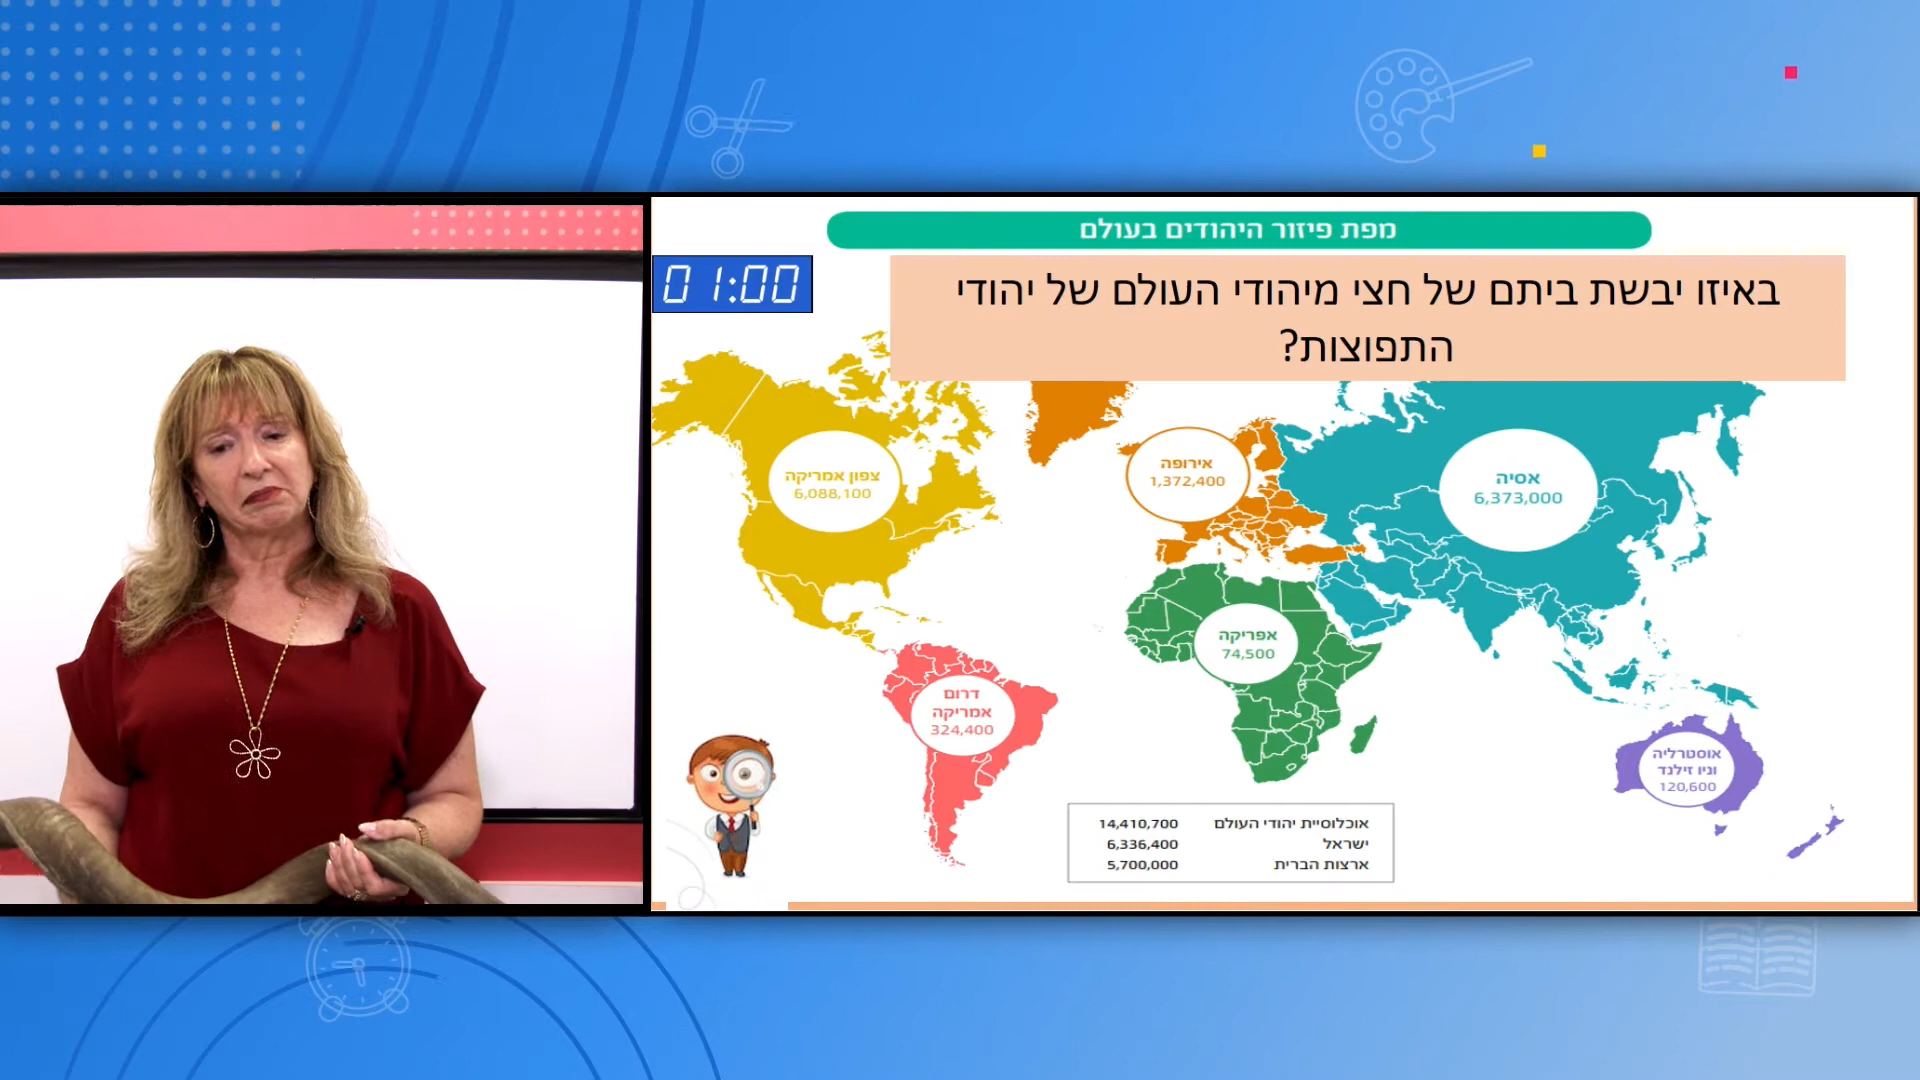 מפת פיזור היהודים בעולם
01:00
באיזו יבשת ביתם של חצי מיהודי העולם של יהודי
התפוצות?
צפון אמריקה
6,088,100
אירופה
1,372,400
אסיה
6,373,000
אפריקה
74,500
דרום
אמריקה
324,400
אוסטרליה
וניו זילנד
120,600
אוכלוסיית יהודי העולם 14,410,700
ישראל 6,336,400
ארצות הברית 5,700,000